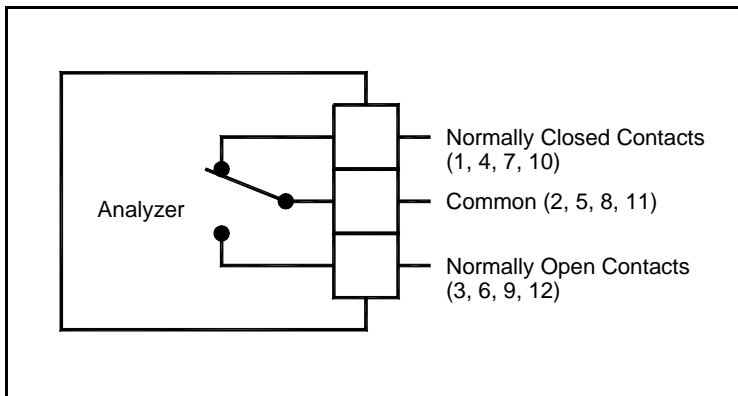 Normally Closed Contacts
(1, 4, 7, 10)
Analyzer
Common (2, 5, 8, 11)
Normally Open Contacts
(3, 6, 9, 12)